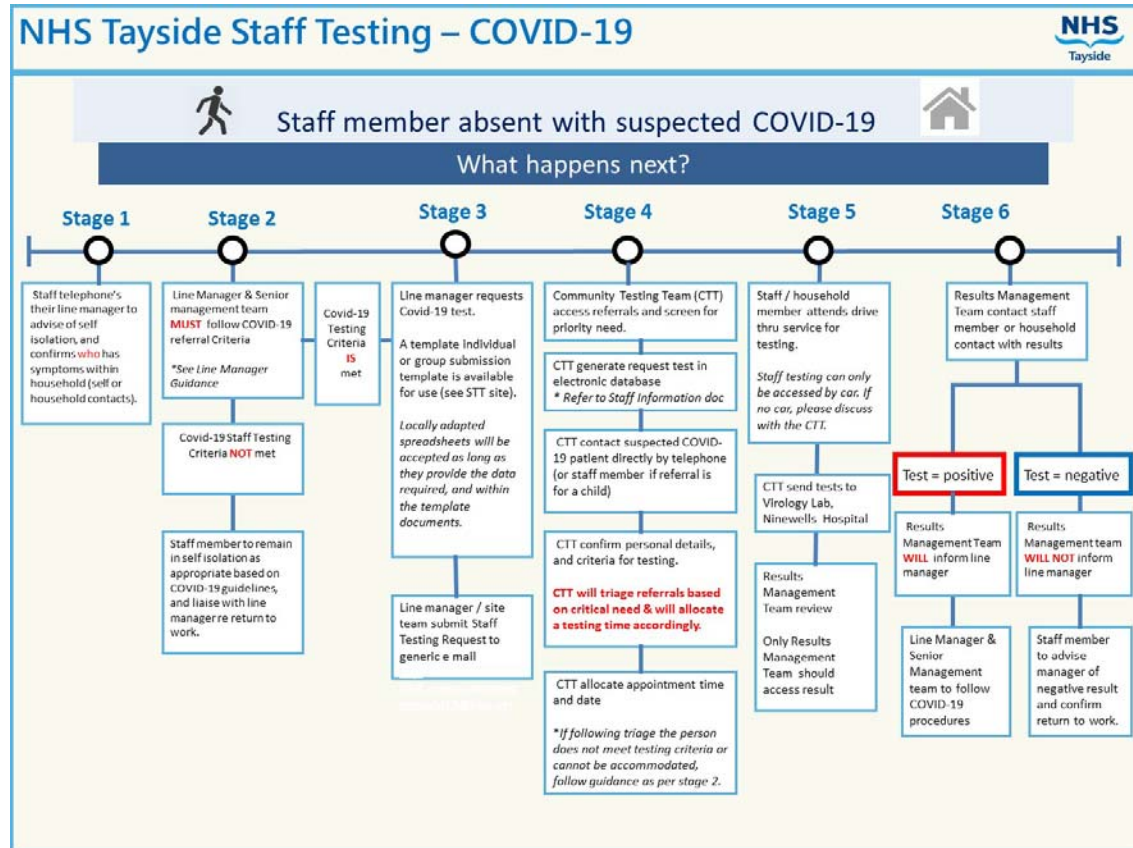 NHS Tayside Staff Testing – COVID-19
NHS
Tayside
Staff member absent with suspected COVID-19
What happens next?
Stage 1
Staff telephone's
their line manager to
advise of self
isolation, and
confirms who has
symptoms within
household (self or
household contacts).
Stage 2
Line Manager & Senior
management team
MUST follow COVID-19
referral Criteria
*See Line Manager
Guidance
Covid-19 Staff Testing
Criteria NOT met
Staff member to remain
in self isolation as
appropriate based on
COVID-19 guidelines,
and liaise with line
manager re return to
work.
Covid-19
Testing
Criteria
IS
met
Stage 3
Line manager requests
Covid-19 test.
A template individual
or group submission
template is available
for use (see STT site).
Locally adapted
spreadsheets will be
accepted as long as
they provide the data
required, and within
the template
documents.
Line manager / site
team submit Staff
Testing Request to
generic e mail
Stage 4
Community Testing Team (CTT)
access referrals and screen for
priority need.
CTT generate request test in
electronic database
* Refer to Staff Information doc
CTT contact suspected COVID-
19 patient directly by telephone
(or staff member if referral is
for a child)
CTT confirm personal details,
and criteria for testing.
CTT will triage referrals based
on critical need & will allocate
a testing time accordingly.
CTT allocate appointment time
and date
*If following triage the person
does not meet testing criteria or
cannot be accommodated,
follow guidance as per stage 2.
Stage 5
Staff / household
member attends drive
thru service for
testing.
Staff testing can only
be accessed by car. If
no car, please discuss
with the CTT.
CTT send tests to
Virology Lab,
Ninewells Hospital
Results
Management
Team review
Only Results
Management
Team should
access result
Stage 6
Results Management
Team contact staff
member or household
contact with results
Test = positive
Results
Management Team
WILL inform line
manager
Line Manager &
Senior
Management
team to follow
COVID-19
procedures
Test = negative
Results
Management team
WILL NOT inform
line manager
Staff member
to advise
manager of
negative result
and confirm
return to work.